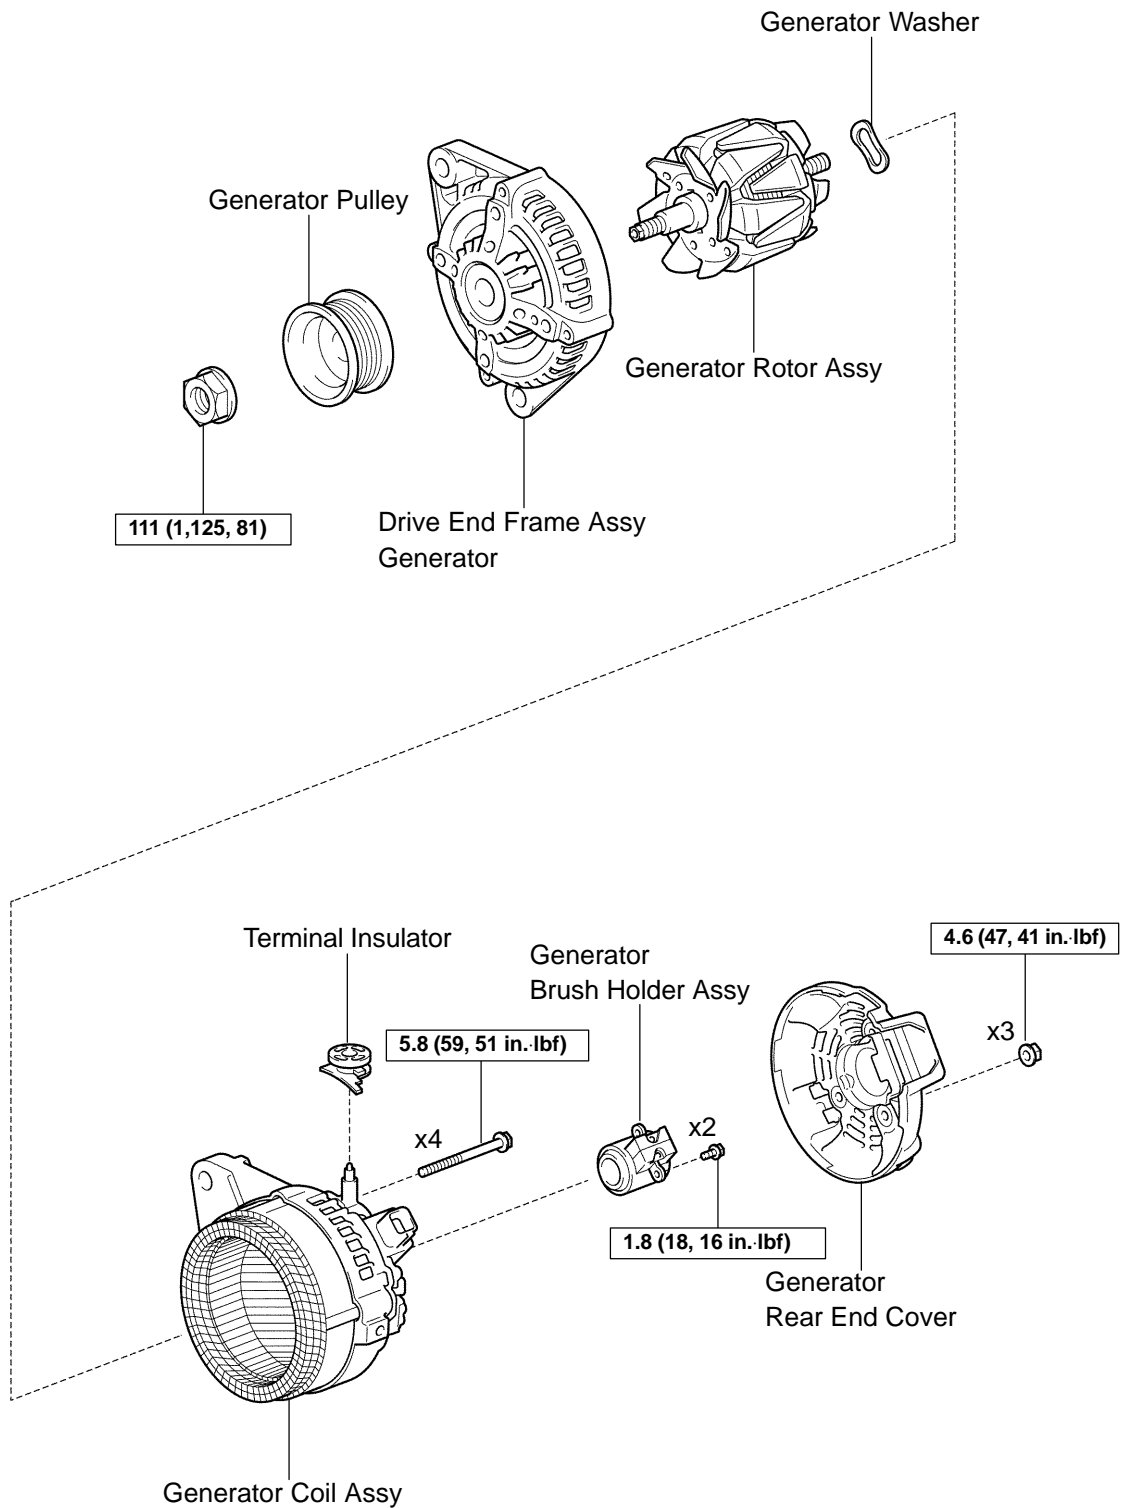 Generator Washer
Generator Pulley
Generator Rotor Assy
111 (1,125, 81)
Drive End Frame Assy
Generator
Terminal Insulator
Generator
Brush Holder Assy
4.6 (47, 41 in.·lbf)
5.8 (59, 51 in.·lbf)
x3
x4
x2
1.8 (18, 16 in.·lbf)
Generator
Rear End Cover
Generator Coil Assy